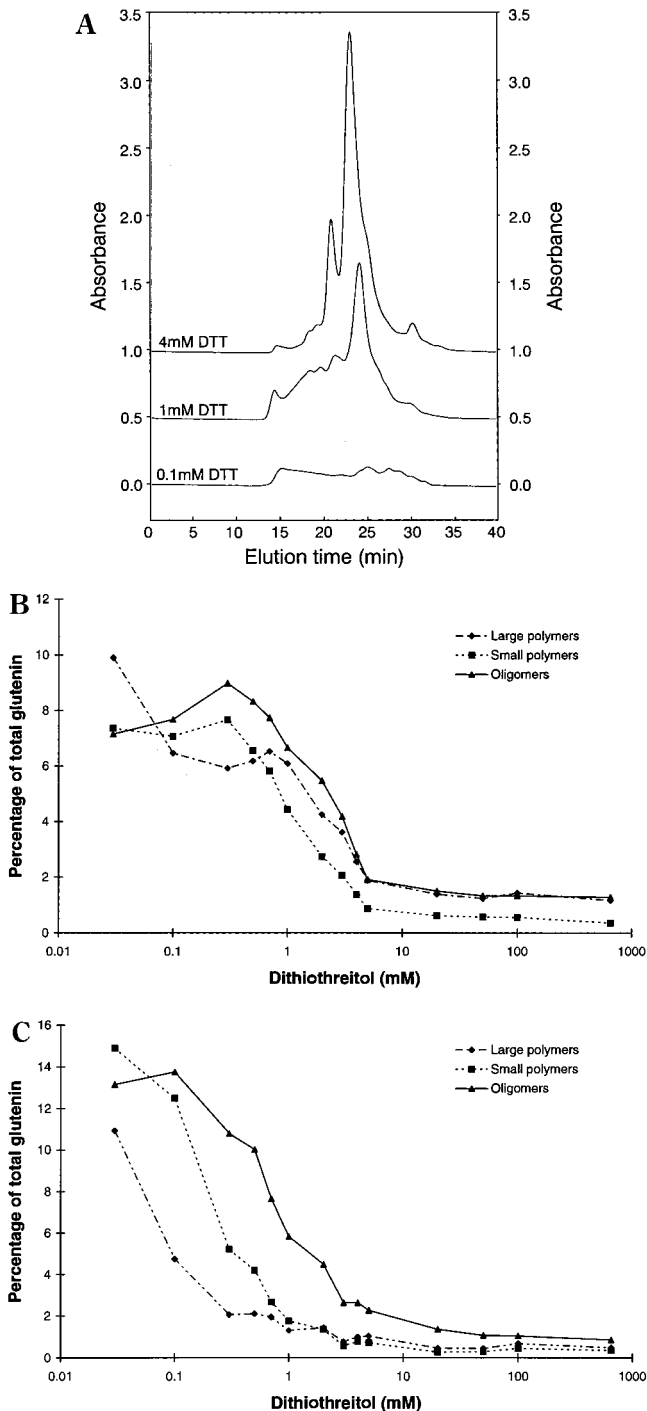 A
3.5
3.0
2.5
2.0
1.5
1.0
0.5
0.0
Absorbance
4mM DTT
1mM DTT
0.1mM DTT
3.5
3.0
2.5
2.0
1.5
1.0
0.5
0.0
Absorbance
0 5 10 15 20 25 30 35 40
Elution time (min)
B
12
10
8
6
4
2
0
Percentage of total glutenin
Large polymers
Small polymers
Oligomers
0.01 0.1 1 10 100 1000
Dithiothreitol (mM)
C
16
14
12
10
8
6
4
2
0
Percentage of total glutenin
Large polymers
Small polymers
Oligomers
0.01 0.1 1 10 100 1000
Dithiothreitol (mM)